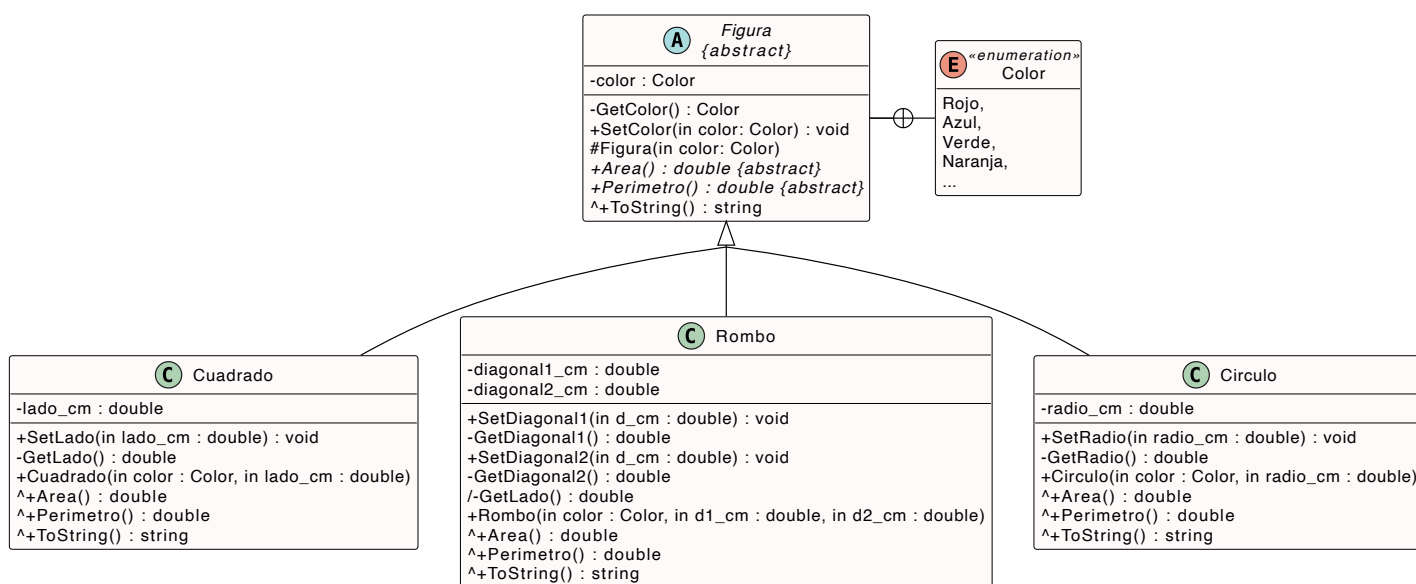 A
Figura
{abstract}
-color : Color
-GetColor() : Color
+SetColor(in color: Color) : void
#Figura(in color: Color)
+Area() : double {abstract}
+Perimetro() : double {abstract}
^+ToString() : string
E
«enumeration»
Color
Rojo,
Azul,
Verde,
Naranja,
...
C Cuadrado
-lado_cm : double
+SetLado(in lado_cm : double) : void
-GetLado() : double
+Cuadrado(in color : Color, in lado_cm : double)
^+Area() : double
^+Perimetro() : double
^+ToString() : string
C Rombo
-diagonal1_cm : double
-diagonal2_cm : double
+SetDiagonal1(in d_cm : double) : void
-GetDiagonal1() : double
+SetDiagonal2(in d_cm : double) : void
-GetDiagonal2() : double
/-GetLado() : double
+Rombo(in color : Color, in d1_cm : double, in d2_cm : double)
^+Area() : double
^+Perimetro() : double
^+ToString() : string
C Circulo
-radio_cm : double
+SetRadio(in radio_cm : double) : void
-GetRadio() : double
+Circulo(in color : Color, in radio_cm : double)
^+Area() : double
^+Perimetro() : double
^+ToString() : string